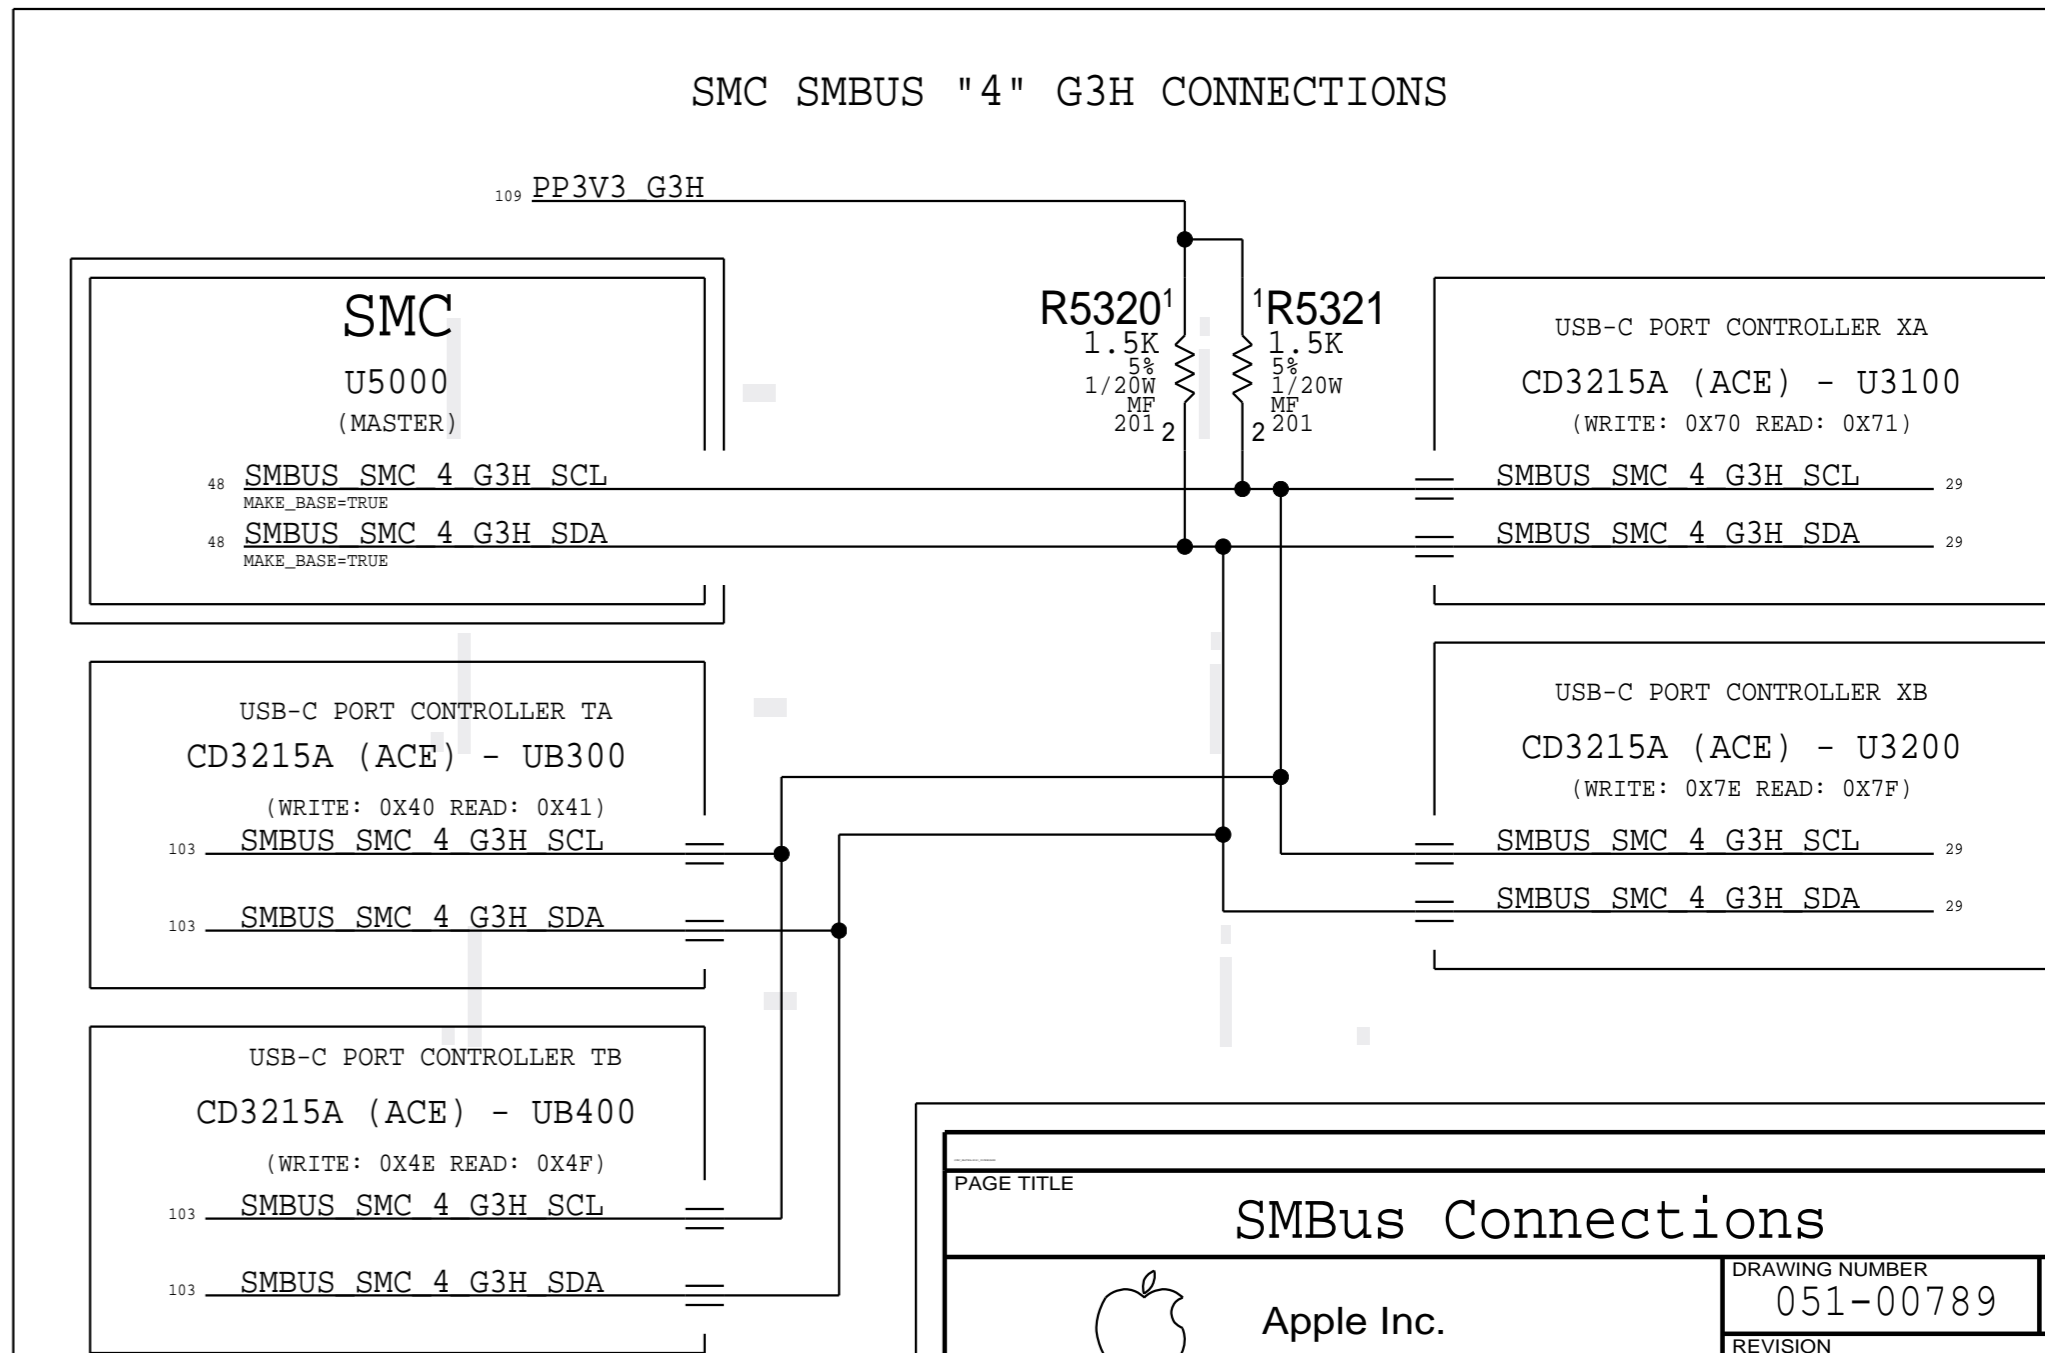 SMC SMBUS "4" G3H CONNECTIONS
109 PP3V3_G3H
SMC
U5000
(MASTER)
48 SMBUS_SMC_4_G3H_SCL
MAKE_BASE=TRUE
48 SMBUS_SMC_4_G3H_SDA
MAKE_BASE=TRUE
R5320 1
1.5K
5%
1/20W
MF
201 2
1 R5321
1.5K
5%
1/20W
MF
2 201
USB-C PORT CONTROLLER XA
CD3215A (ACE) - U3100
(WRITE: 0X70 READ: 0X71)
SMBUS_SMC_4_G3H_SCL 29
SMBUS_SMC_4_G3H_SDA 29
USB-C PORT CONTROLLER TA
CD3215A (ACE) - UB300
(WRITE: 0X40 READ: 0X41)
103 SMBUS_SMC_4_G3H_SCL
103 SMBUS_SMC_4_G3H_SDA
USB-C PORT CONTROLLER XB
CD3215A (ACE) - U3200
(WRITE: 0X7E READ: 0X7F)
SMBUS_SMC_4_G3H_SCL 29
SMBUS_SMC_4_G3H_SDA 29
USB-C PORT CONTROLLER TB
CD3215A (ACE) - UB400
(WRITE: 0X4E READ: 0X4F)
103 SMBUS_SMC_4_G3H_SCL
103 SMBUS_SMC_4_G3H_SDA
PAGE TITLE
SMBus Connections
Apple Inc.
DRAWING NUMBER
051-00789
REVISION